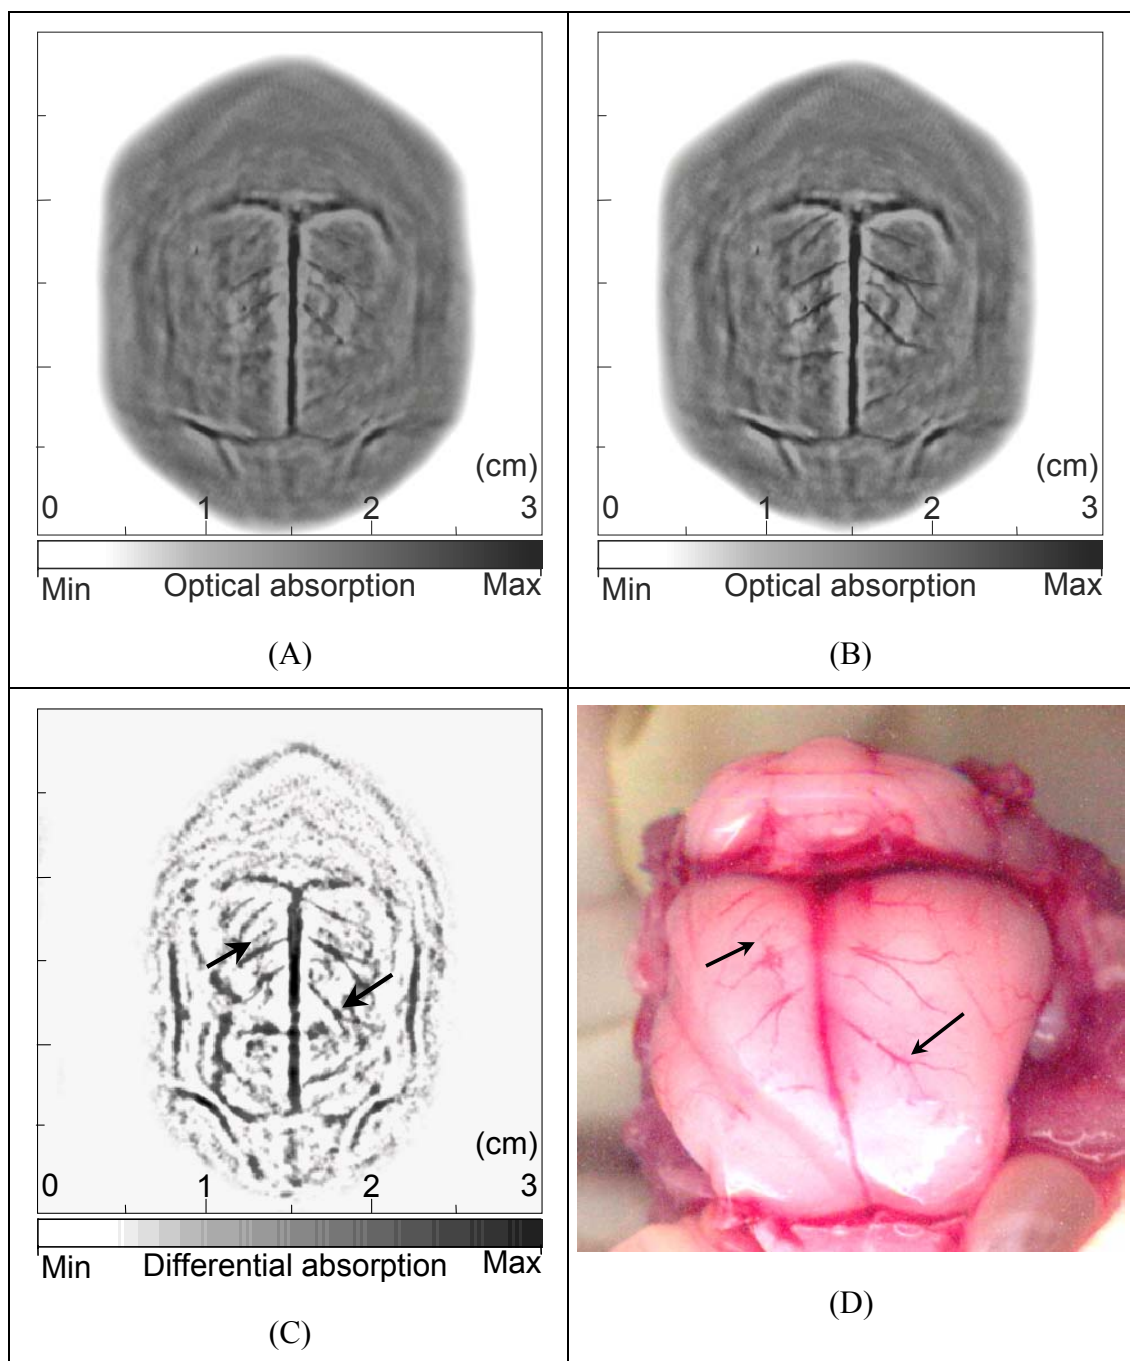 (cm)
0 1 2 3
Min Optical absorption Max
(A)
(cm)
0 1 2 3
Min Optical absorption Max
(B)
(cm)
0 1 2 3
Min Differential absorption Max
(C)
(D)